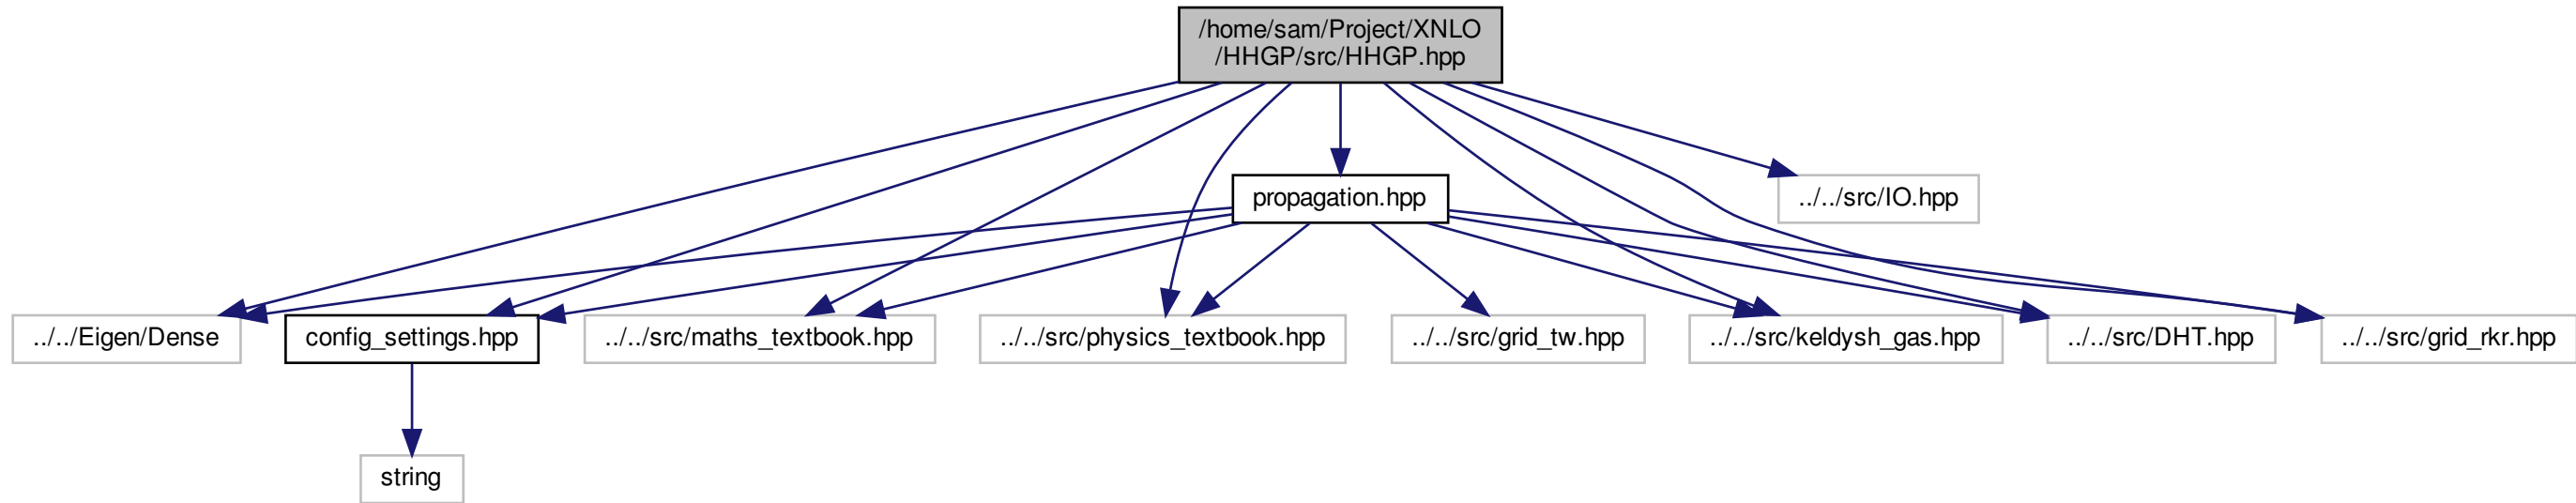 /home/sam/Project/XNLO
/HHGP/src/HHGP.hpp
propagation.hpp
../../src/IO.hpp
../../Eigen/Dense
config_settings.hpp
../../src/maths_textbook.hpp
../../src/physics_textbook.hpp
../../src/grid_tw.hpp
../../src/keldysh_gas.hpp
../../src/DHT.hpp
../../src/grid_rkr.hpp
string